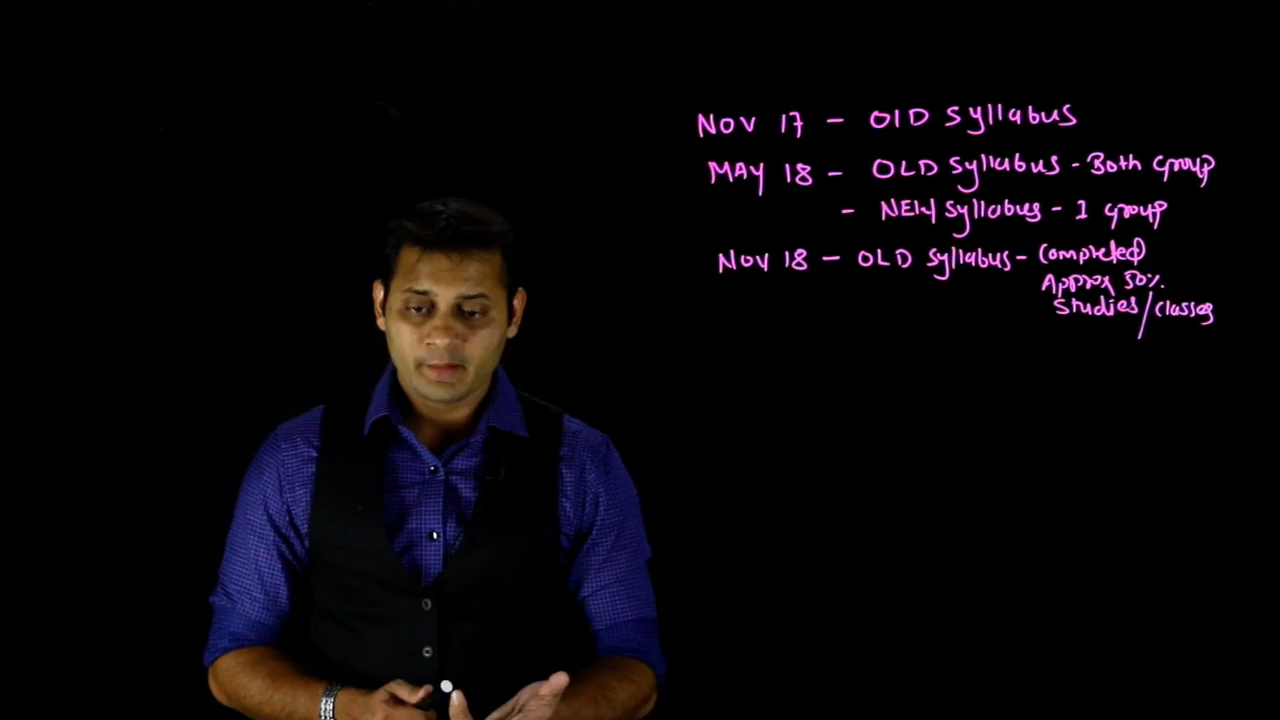 NOV 17 - OlD Syllabus
MAY 18 - OLD Syllabus - Both group
- NEW Syllabus - 1 group
NOV 18 - OLD Syllabus - Completed
Approx 50%
Studies/classes